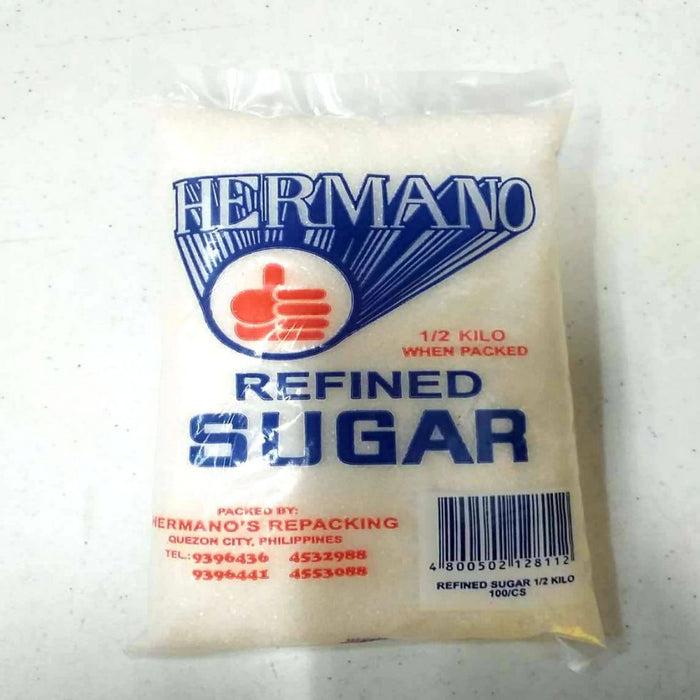 HERMANO
1/2 KILO
WHEN PACKED
REFINED
SUGAR
PACKED BY:
HERMANO'S REPACKING
QUEZON CITY, PHILIPPINES
TEL.: 9396436 4532988
9396441 4553088
4 800502 128112
REFINED SUGAR 1/2 KILO
100/CS